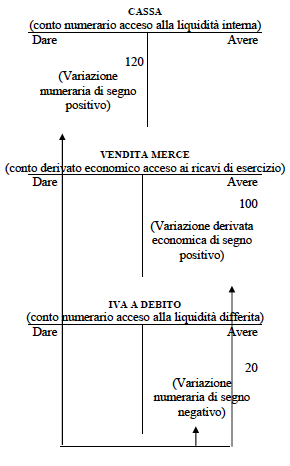 CASSA
(conto numerario acceso alla liquidità interna)
Dare Avere
120
(Variazione
numeraria di segno
positivo)
VENDITA MERCE
(conto derivato economico acceso ai ricavi di esercizio)
Dare Avere
100
(Variazione derivata
economica di segno
positivo)
IVA A DEBITO
(conto numerario acceso alla liquidità differita)
Dare Avere
20
(Variazione
numeraria di segno
negativo)